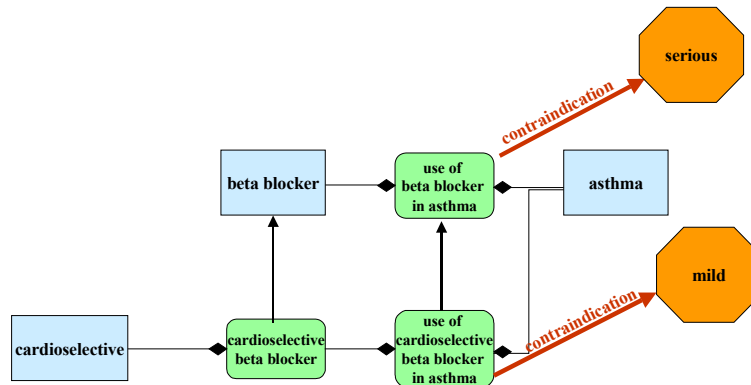 serious
contraindication
beta blocker
use of
beta blocker
in asthma
asthma
mild
contraindication
cardioselective
cardioselective
beta blocker
use of
cardioselective
beta blocker
in asthma